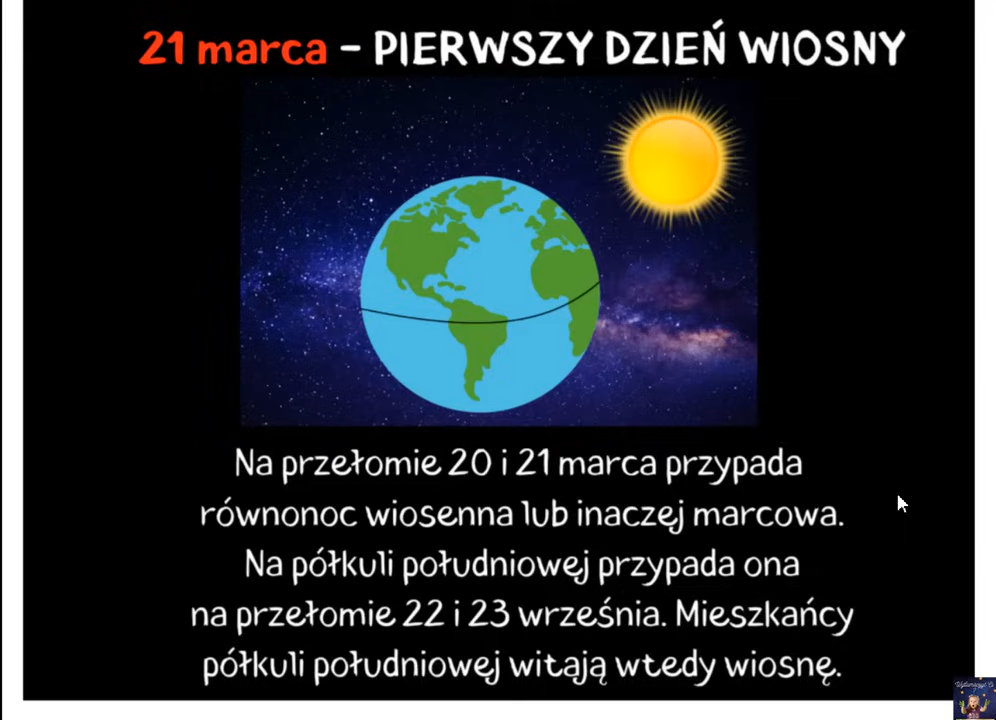 21 marca – PIERWSZY DZIEŃ WIOSNY
Na przełomie 20 i 21 marca przypada
równonoc wiosenna lub inaczej marcowa.
Na półkuli południowej przypada ona
na przełomie 22 i 23 września. Mieszkańcy
półkuli południowej witają wtedy wiosnę.